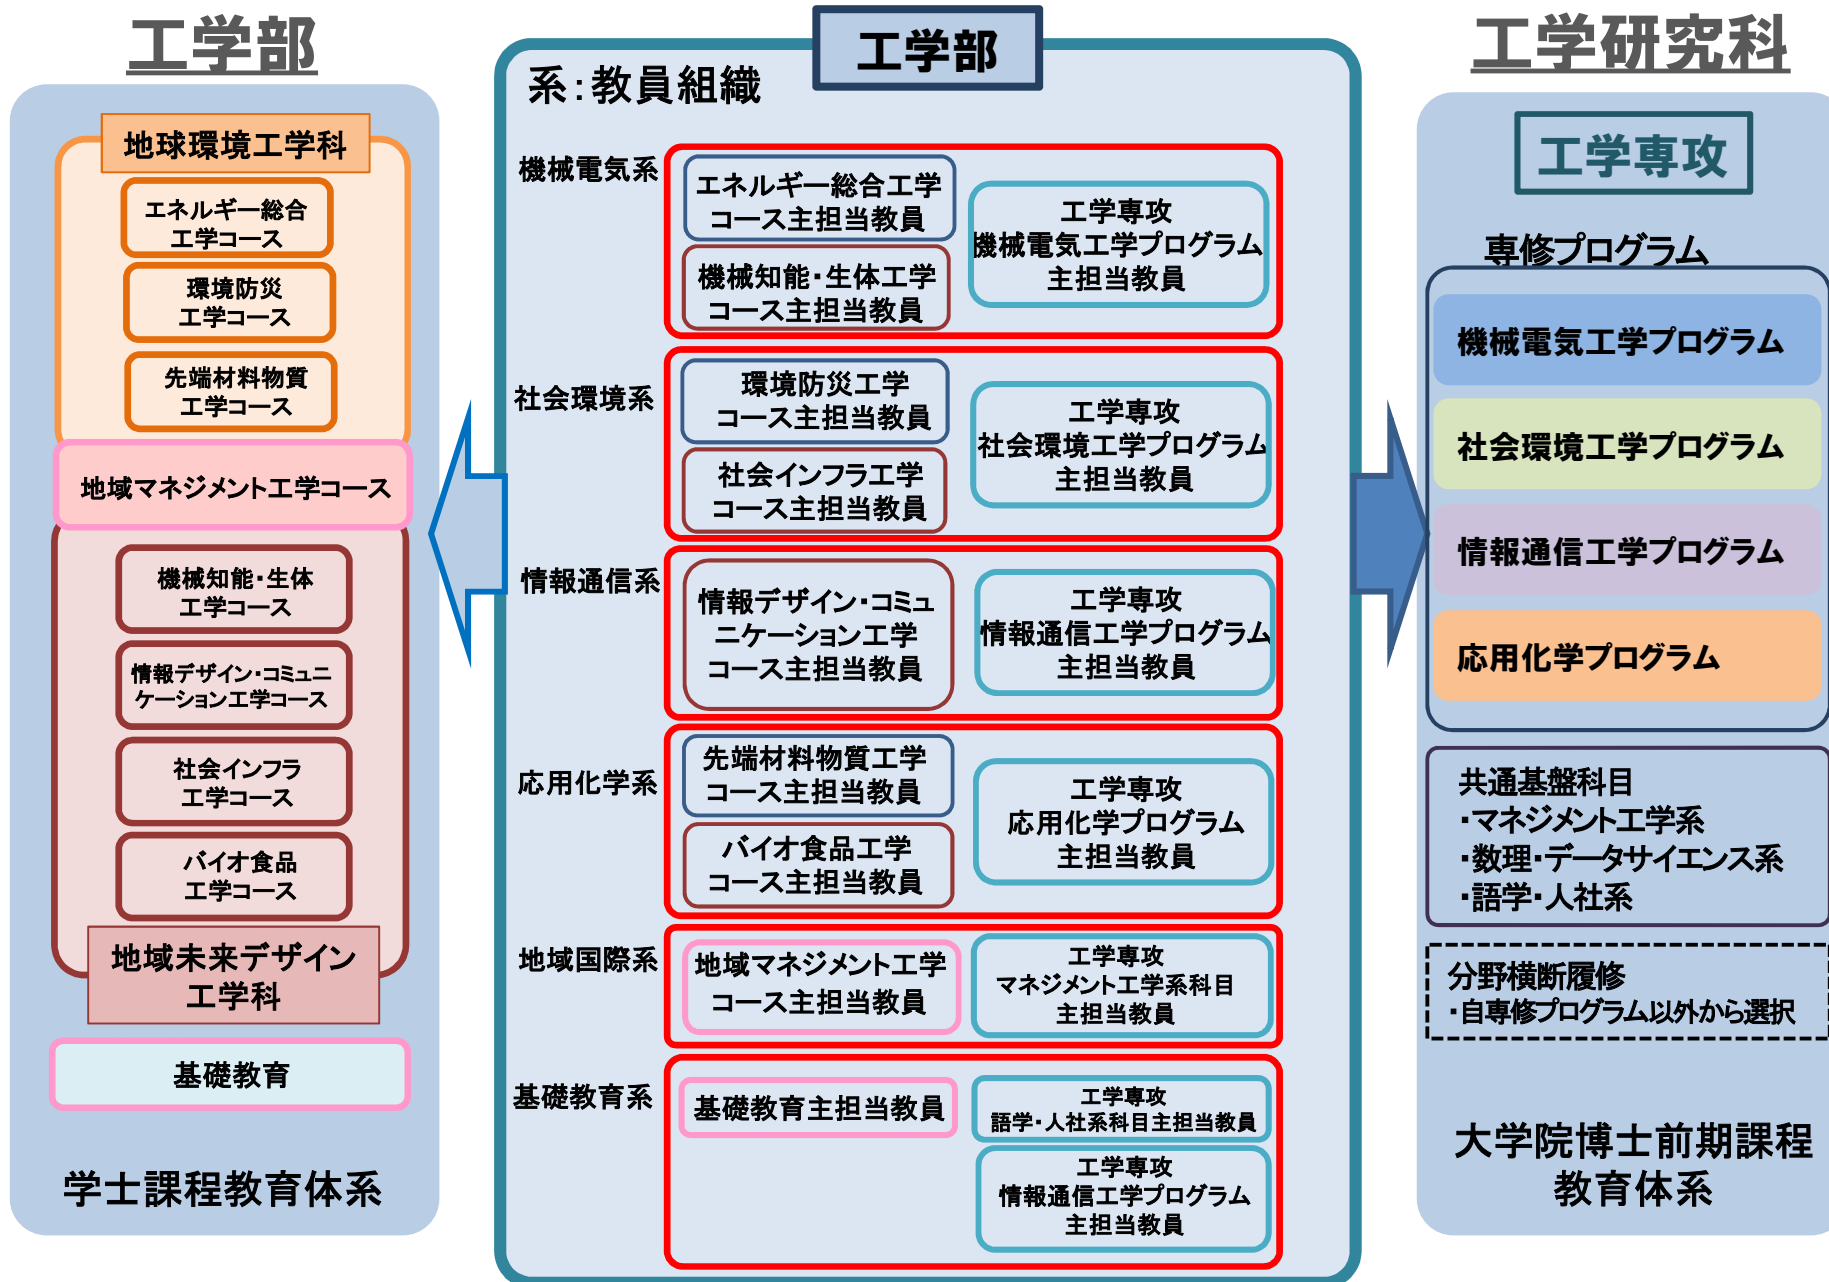 工学部
地球環境工学科
エネルギー総合
工学コース
環境防災
工学コース
先端材料物質
工学コース
地域マネジメント工学コース
機械知能・生体
工学コース
情報デザイン・コミュニ
ケーション工学コース
社会インフラ
工学コース
バイオ食品
工学コース
地域未来デザイン
工学科
基礎教育
学士課程教育体系
工学部
系：教員組織
機械電気系
エネルギー総合工学
コース主担当教員
機械知能・生体工学
コース主担当教員
工学専攻
機械電気工学プログラム
主担当教員
社会環境系
環境防災工学
コース主担当教員
社会インフラ工学
コース主担当教員
工学専攻
社会環境工学プログラム
主担当教員
情報通信系
情報デザイン・コミュ
ニケーション工学
コース主担当教員
工学専攻
情報通信工学プログラム
主担当教員
応用化学系
先端材料物質工学
コース主担当教員
バイオ食品工学
コース主担当教員
工学専攻
応用化学プログラム
主担当教員
地域国際系
地域マネジメント工学
コース主担当教員
工学専攻
マネジメント工学系科目
主担当教員
基礎教育系
基礎教育主担当教員
工学専攻
語学・人社系科目主担当教員
工学専攻
情報通信工学プログラム
主担当教員
工学研究科
工学専攻
専修プログラム
機械電気工学プログラム
社会環境工学プログラム
情報通信工学プログラム
応用化学プログラム
共通基盤科目
・マネジメント工学系
・数理・データサイエンス系
・語学・人社系
分野横断履修
・自専修プログラム以外から選択
大学院博士前期課程
教育体系